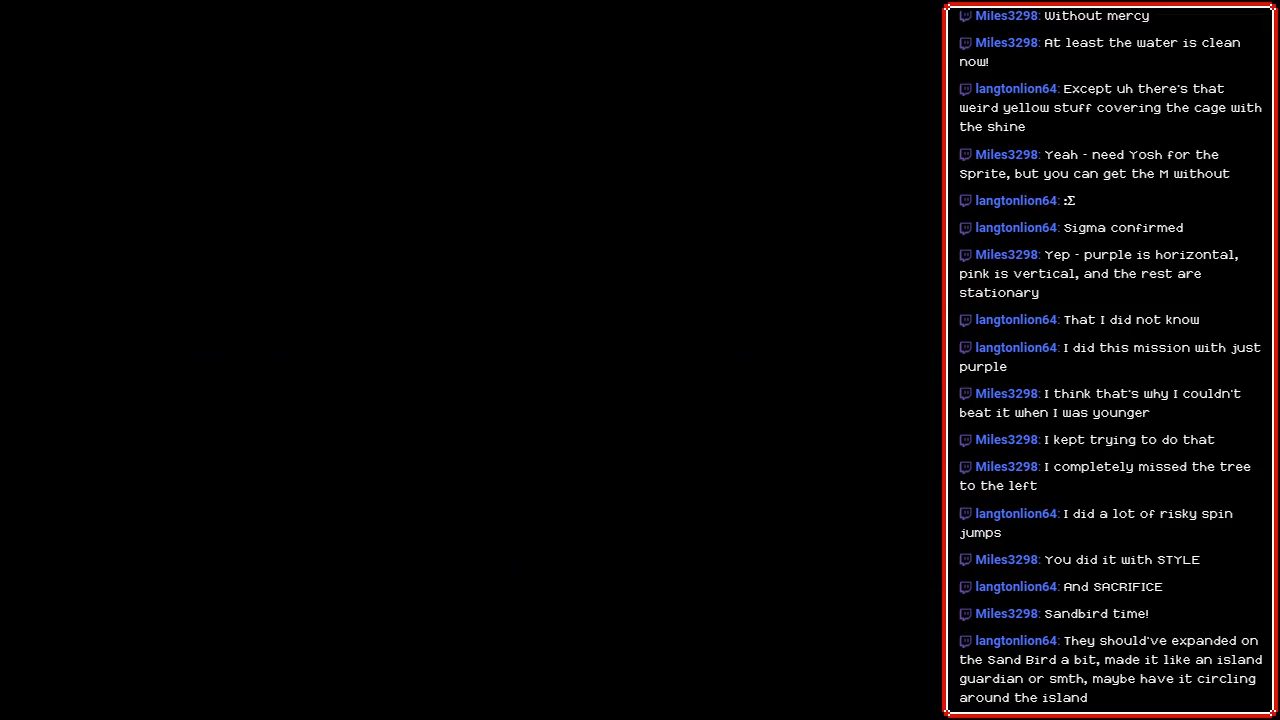 Miles3298: Without mercy
Miles3298: At least the water is clean
now!
langtonlion64: Except uh there's that
weird yellow stuff covering the cage with
the shine
Miles3298: Yeah - need Yosh for the
Sprite, but you can get the M without
langtonlion64: :Σ
langtonlion64: Sigma confirmed
Miles3298: Yep - purple is horizontal,
pink is vertical, and the rest are
stationary
langtonlion64: That I did not know
langtonlion64: I did this mission with just
purple
Miles3298: I think that's why I couldn't
beat it when I was younger
Miles3298: I kept trying to do that
Miles3298: I completely missed the tree
to the left
langtonlion64: I did a lot of risky spin
jumps
Miles3298: You did it with STYLE
langtonlion64: And SACRIFICE
Miles3298: Sandbird time!
langtonlion64: They should've expanded on
the Sand Bird a bit, made it like an island
guardian or smth, maybe have it circling
around the island